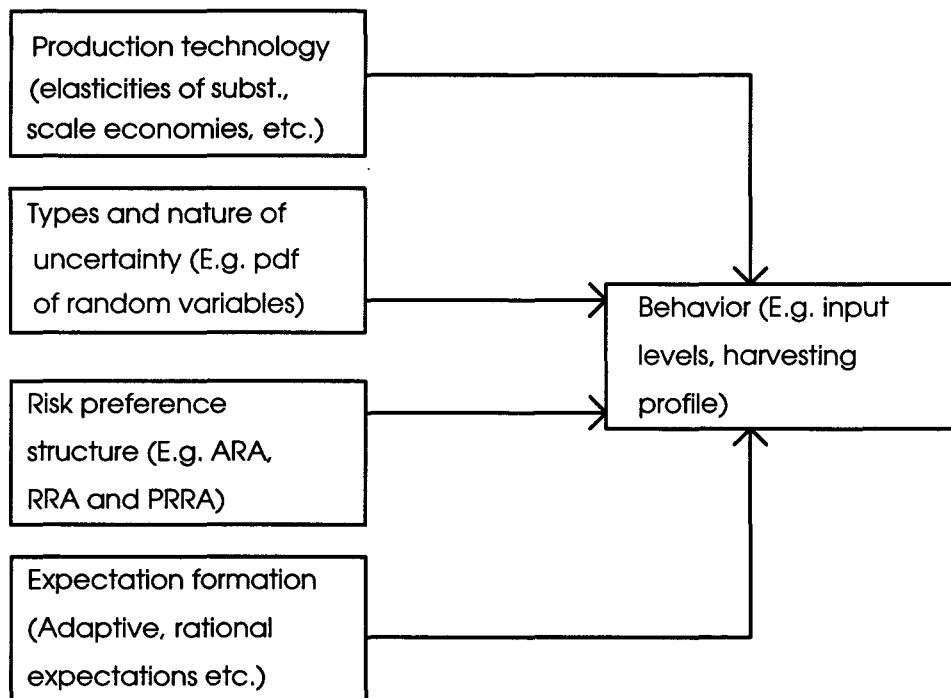 Production technology
(elasticities of subst.,
scale economies, etc.)
Types and nature of
uncertainty (E.g. pdf
of random variables)
Risk preference
structure (E.g. ARA,
RRA and PRRA)
Expectation formation
(Adaptive, rational
expectations etc.)
Behavior (E.g. input
levels, harvesting
profile)